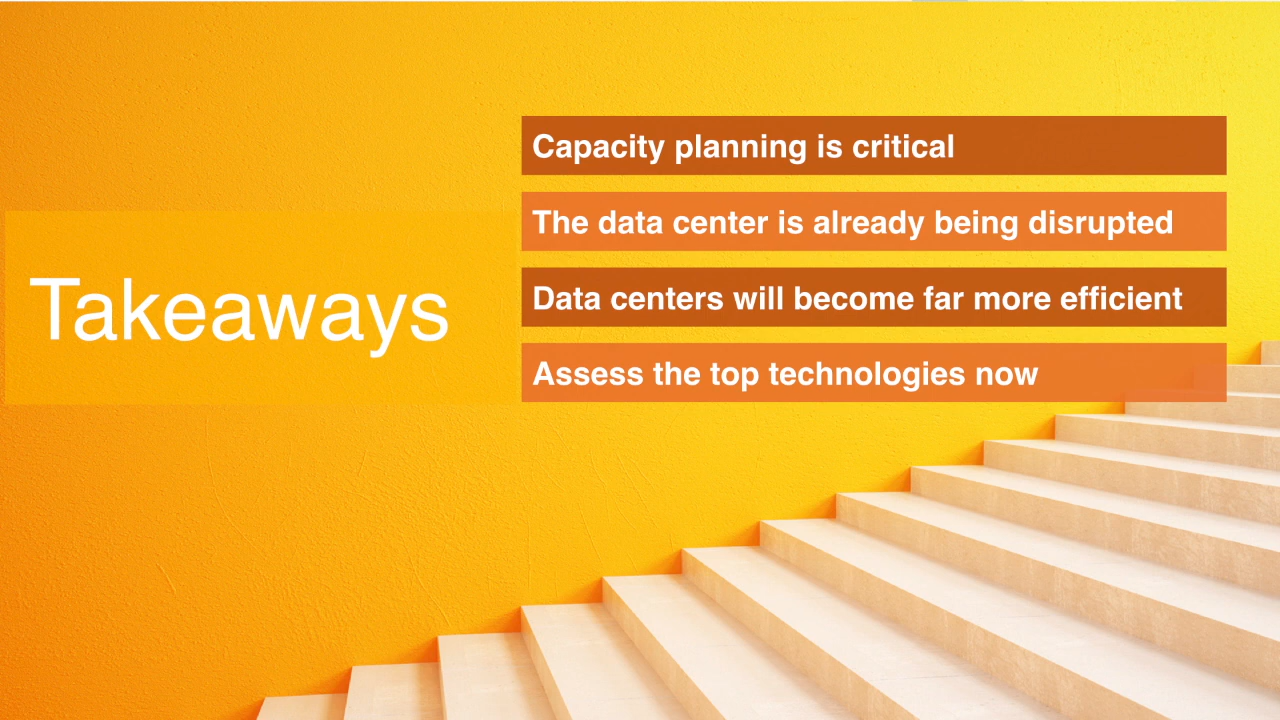 Takeaways
Capacity planning is critical
The data center is already being disrupted
Data centers will become far more efficient
Assess the top technologies now